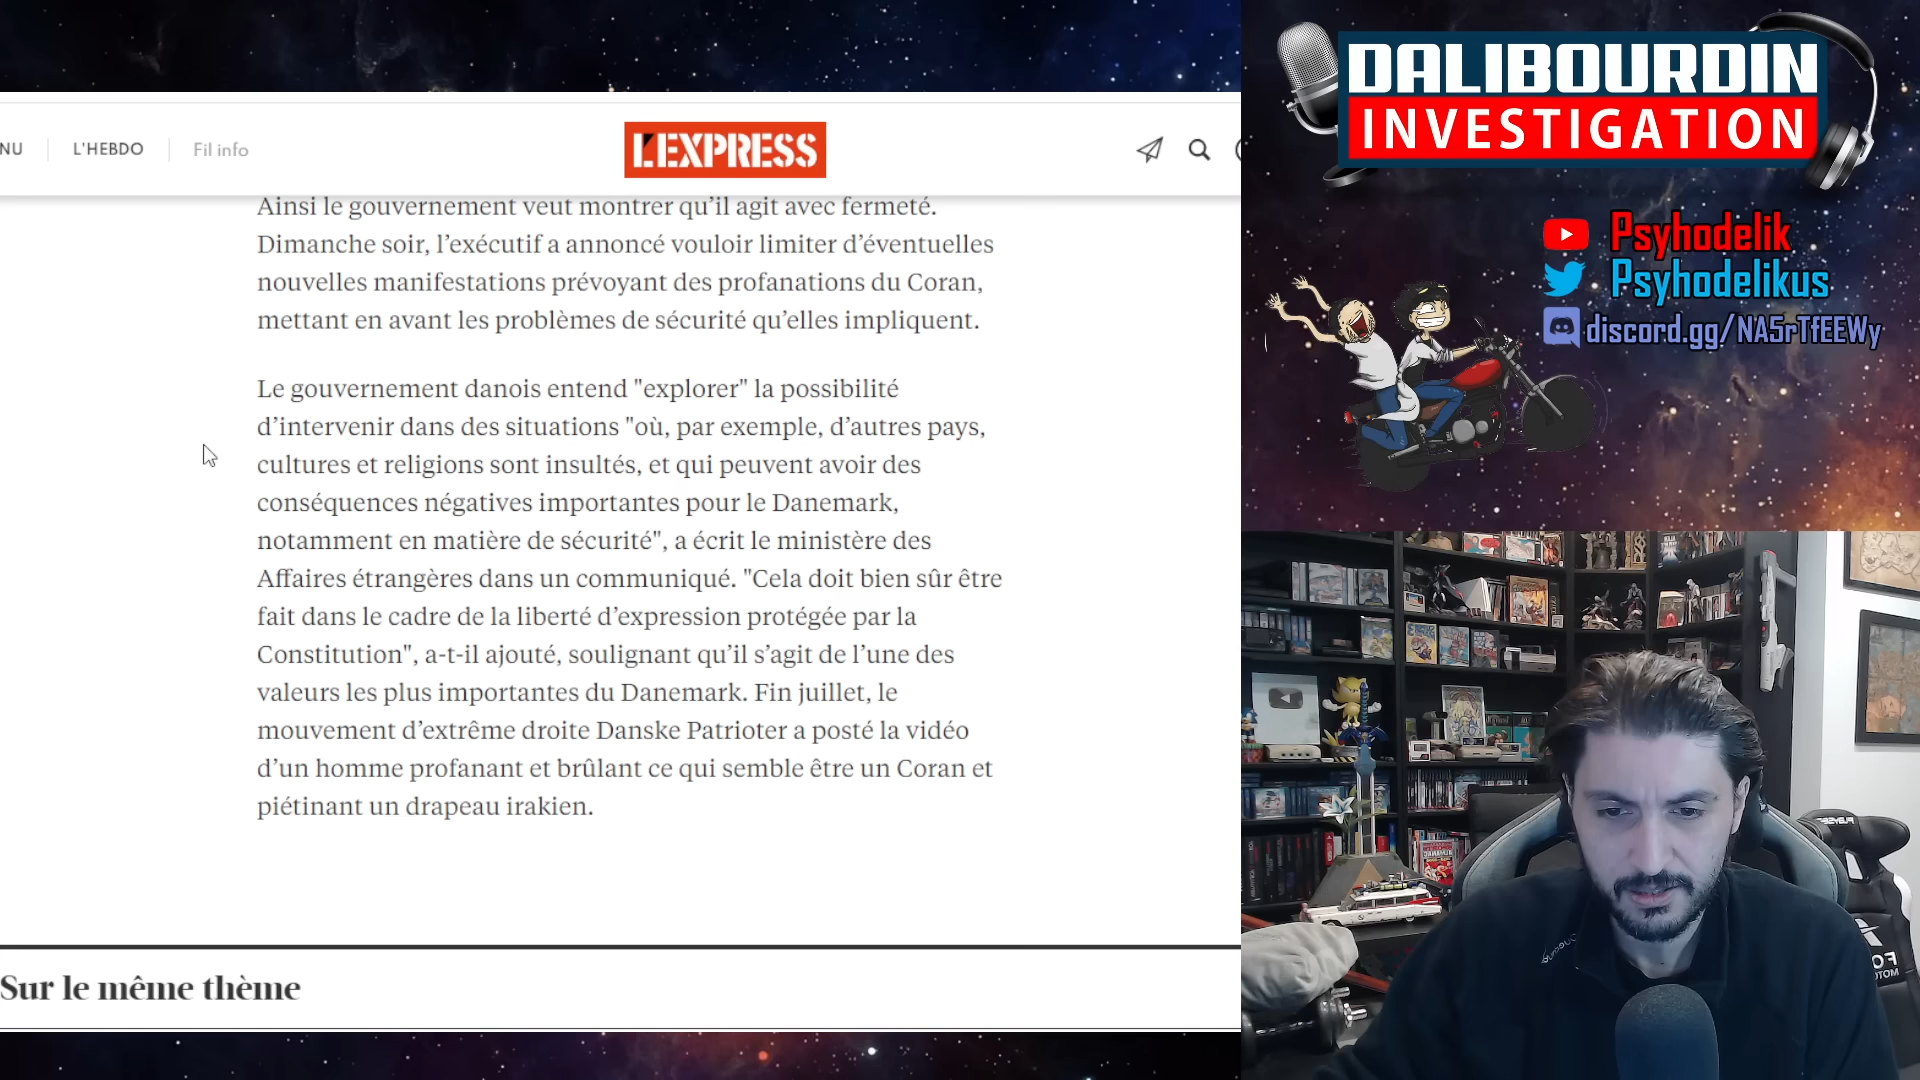 NU
L'HEBDO
Fil info
L'EXPRESS
Ainsi le gouvernement veut montrer qu'il agit avec fermeté.
Dimanche soir, l'exécutif a annoncé vouloir limiter d'éventuelles
nouvelles manifestations prévoyant des profanations du Coran,
mettant en avant les problèmes de sécurité qu'elles impliquent.
Le gouvernement danois entend "explorer" la possibilité
d'intervenir dans des situations "où, par exemple, d'autres pays,
cultures et religions sont insultés, et qui peuvent avoir des
conséquences négatives importantes pour le Danemark,
notamment en matière de sécurité", a écrit le ministère des
Affaires étrangères dans un communiqué. "Cela doit bien sûr être
fait dans le cadre de la liberté d'expression protégée par la
Constitution", a-t-il ajouté, soulignant qu'il s'agit de l'une des
valeurs les plus importantes du Danemark. Fin juillet, le
mouvement d'extrême droite Danske Patrioter a posté la vidéo
d'un homme profanant et brûlant ce qui semble être un Coran et
piétinant un drapeau irakien.
Sur le même thème
DALIBOURDIN
INVESTIGATION
Psyhodelik
Psyhodelikus
discord.gg/NA5rTfEEWy